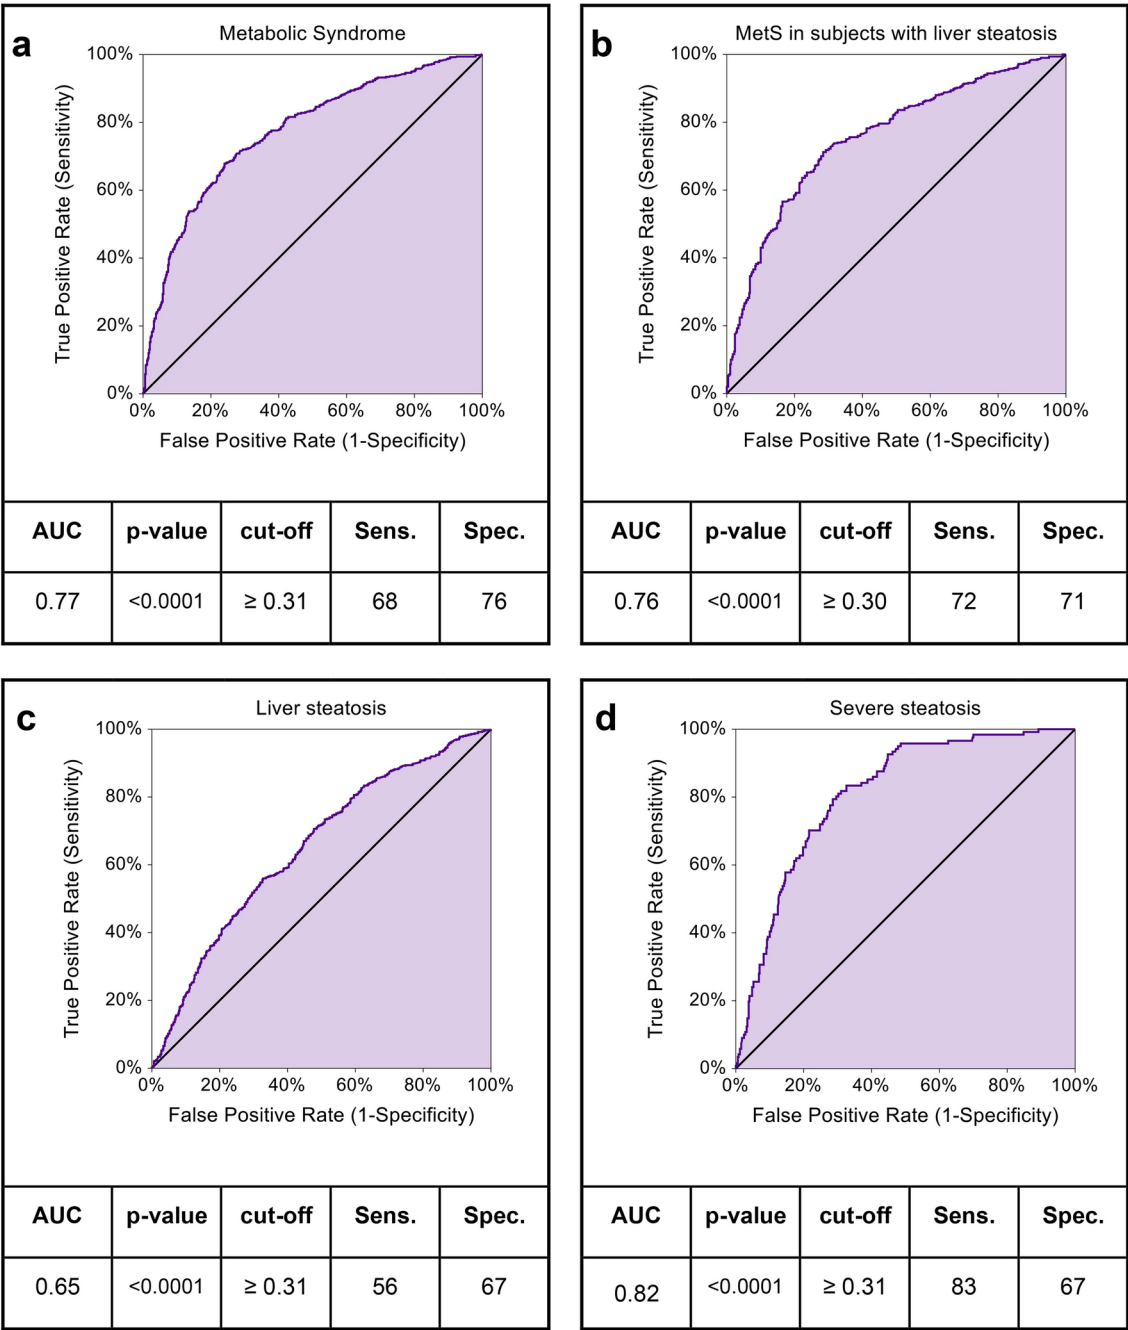 a
Metabolic Syndrome
100%
80%
60%
40%
20%
0%
True Positive Rate (Sensitivity)
0% 20% 40% 60% 80% 100%
False Positive Rate (1-Specificity)
AUC p-value cut-off Sens. Spec.
0.77 <0.0001 ≥ 0.31 68 76
b
MetS in subjects with liver steatosis
100%
80%
60%
40%
20%
0%
True Positive Rate (Sensitivity)
0% 20% 40% 60% 80% 100%
False Positive Rate (1-Specificity)
AUC p-value cut-off Sens. Spec.
0.76 <0.0001 ≥ 0.30 72 71
c
Liver steatosis
100%
80%
60%
40%
20%
0%
True Positive Rate (Sensitivity)
0% 20% 40% 60% 80% 100%
False Positive Rate (1-Specificity)
AUC p-value cut-off Sens. Spec.
0.65 <0.0001 ≥ 0.31 56 67
d
Severe steatosis
100%
80%
60%
40%
20%
0%
True Positive Rate (Sensitivity)
0% 20% 40% 60% 80% 100%
False Positive Rate (1-Specificity)
AUC p-value cut-off Sens. Spec.
0.82 <0.0001 ≥ 0.31 83 67